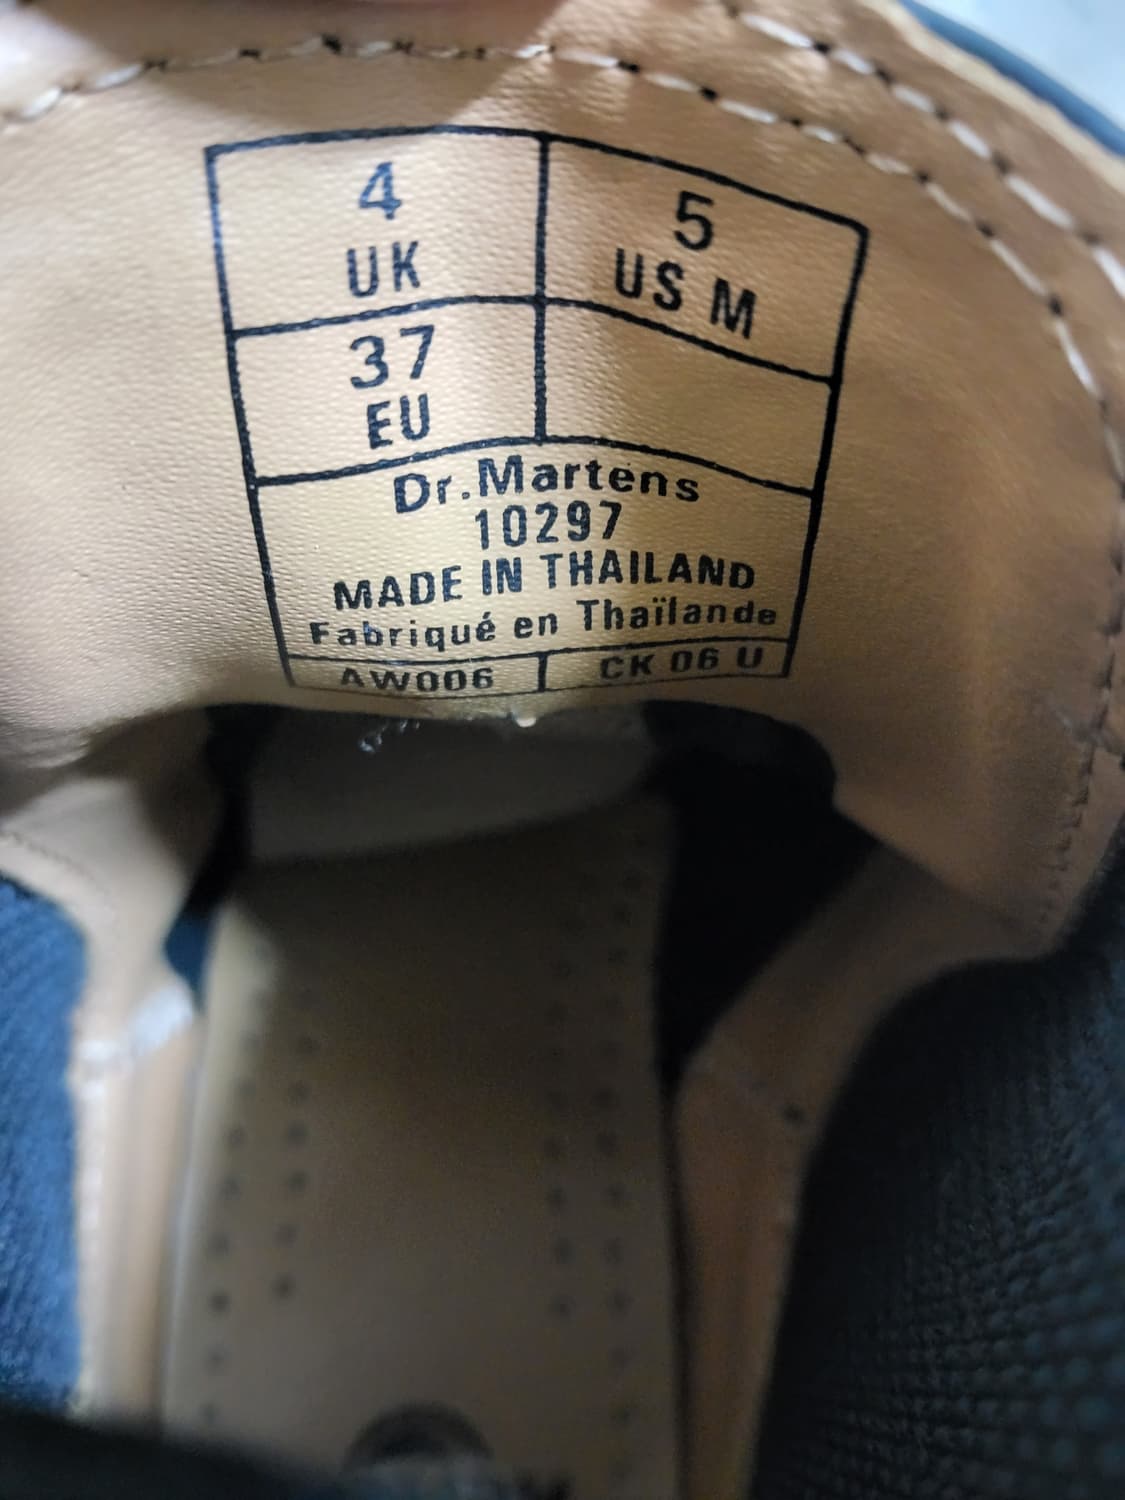 4
UK
5
US M
37
EU
Dr.Martens
10297
MADE IN THAILAND
Fabriqué en Thaïlande
AW006
CK 06 U